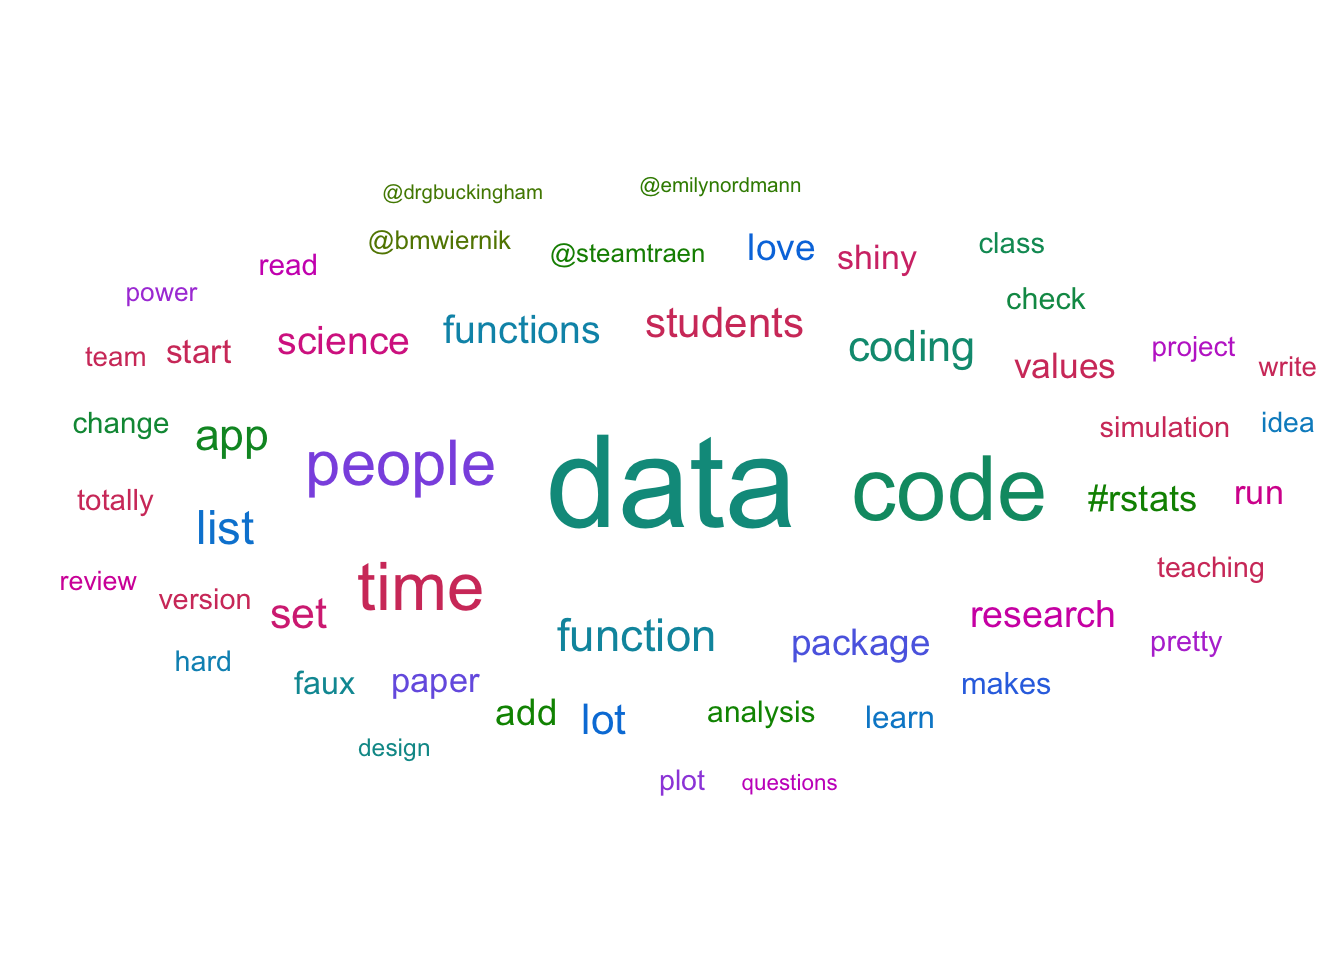 @drgbuckingham
@emilynordmann
@bmwiernik
@steamtraen
love
shiny
class
read
power
check
functions
students
science
start
team
coding
values
project
write
change
app
people
data
code
simulation
idea
totally
list
#rstats
run
review
version
set
time
function
package
research
teaching
pretty
hard
faux
paper
makes
add
lot
analysis
learn
design
plot
questions